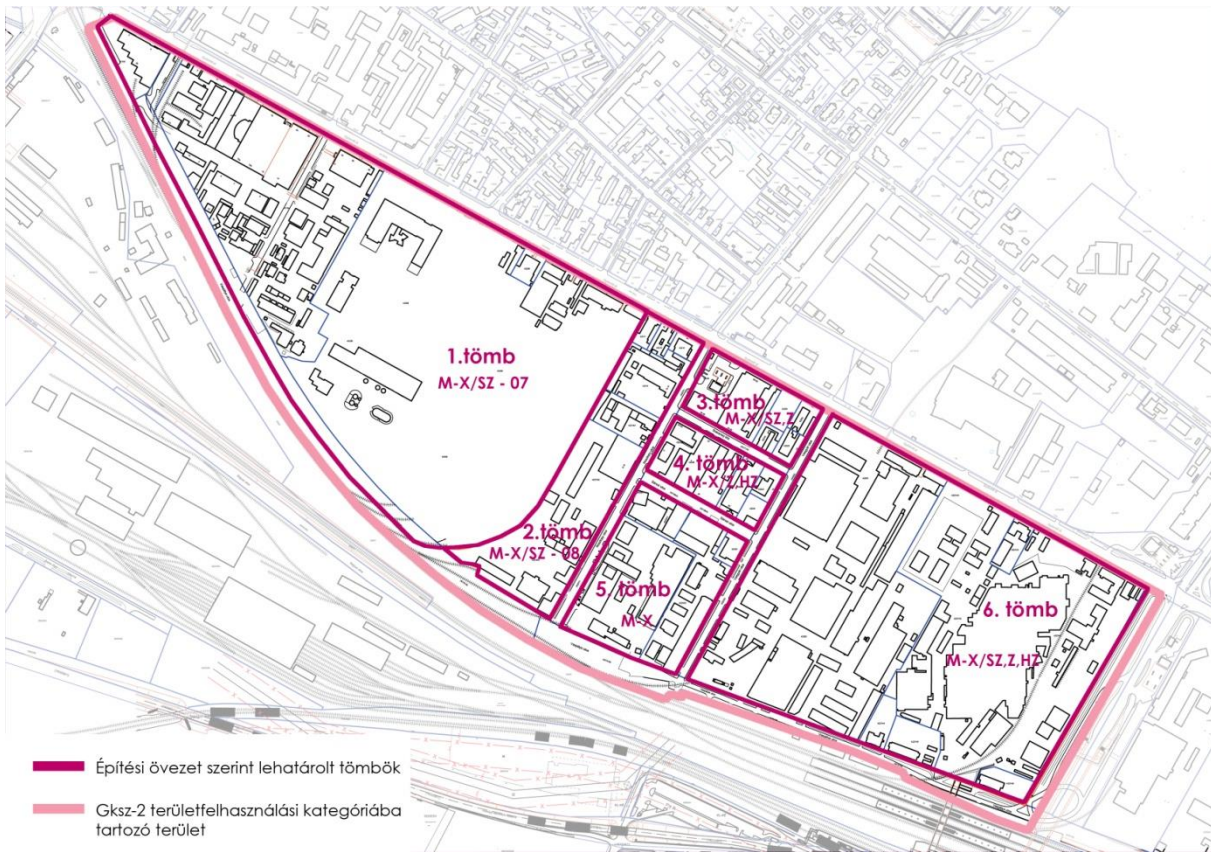 1.tömb
M-X/SZ - 07
2.tömb
M-X/SZ - 08
3.tömb
M-X/SZ,Z
4. tömb
M-X/Z,HZ
5. tömb
M-X
6. tömb
M-X/SZ,Z,HZ
Építési övezet szerint lehatárolt tömbök
Gksz-2 területfelhasználási kategóriába
tartozó terület